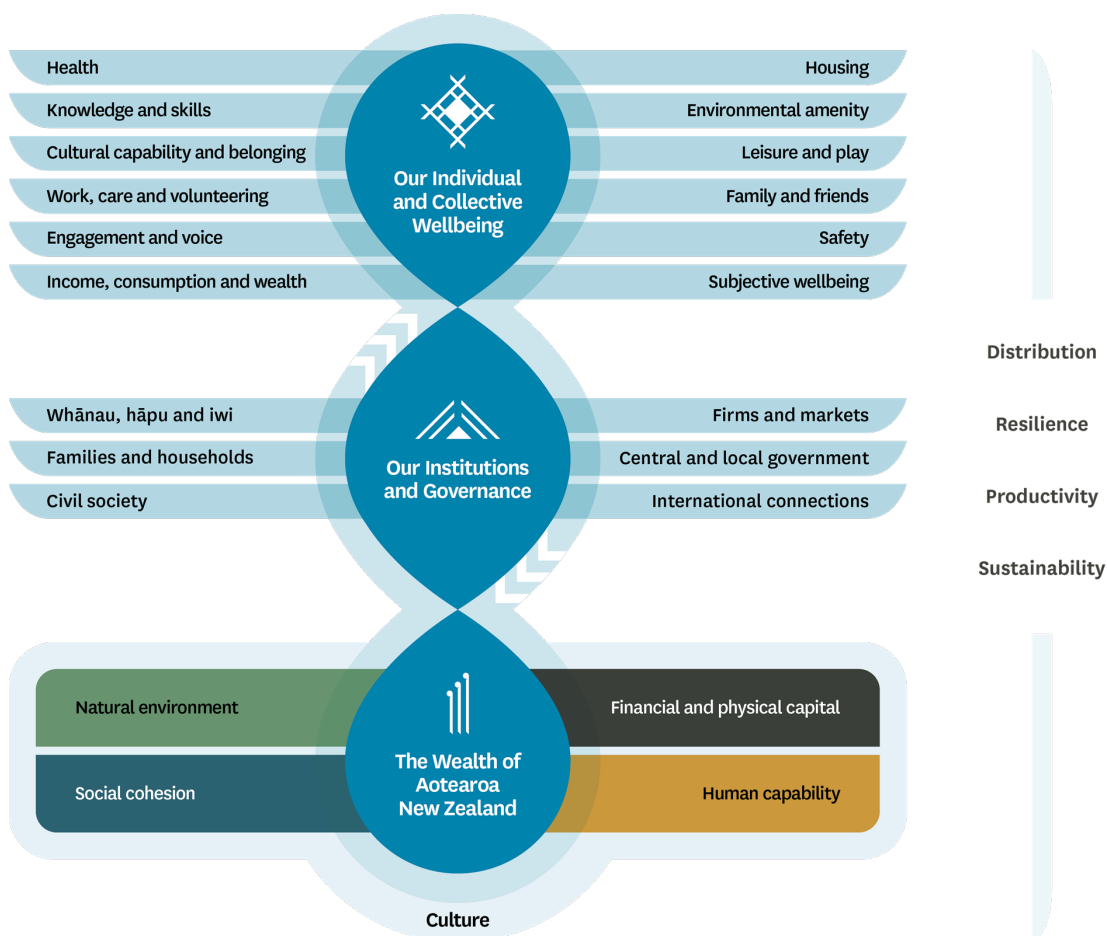 Health
Housing
Knowledge and skills
Environmental amenity
Cultural capability and belonging
Leisure and play
Work, care and volunteering
Family and friends
Engagement and voice
Safety
Income, consumption and wealth
Subjective wellbeing
Our Individual
and Collective
Wellbeing
Distribution
Resilience
Productivity
Sustainability
Whānau, hāpu and iwi
Firms and markets
Families and households
Central and local government
Civil society
International connections
Our Institutions
and Governance
Natural environment
Financial and physical capital
Social cohesion
Human capability
The Wealth of
Aotearoa
New Zealand
Culture